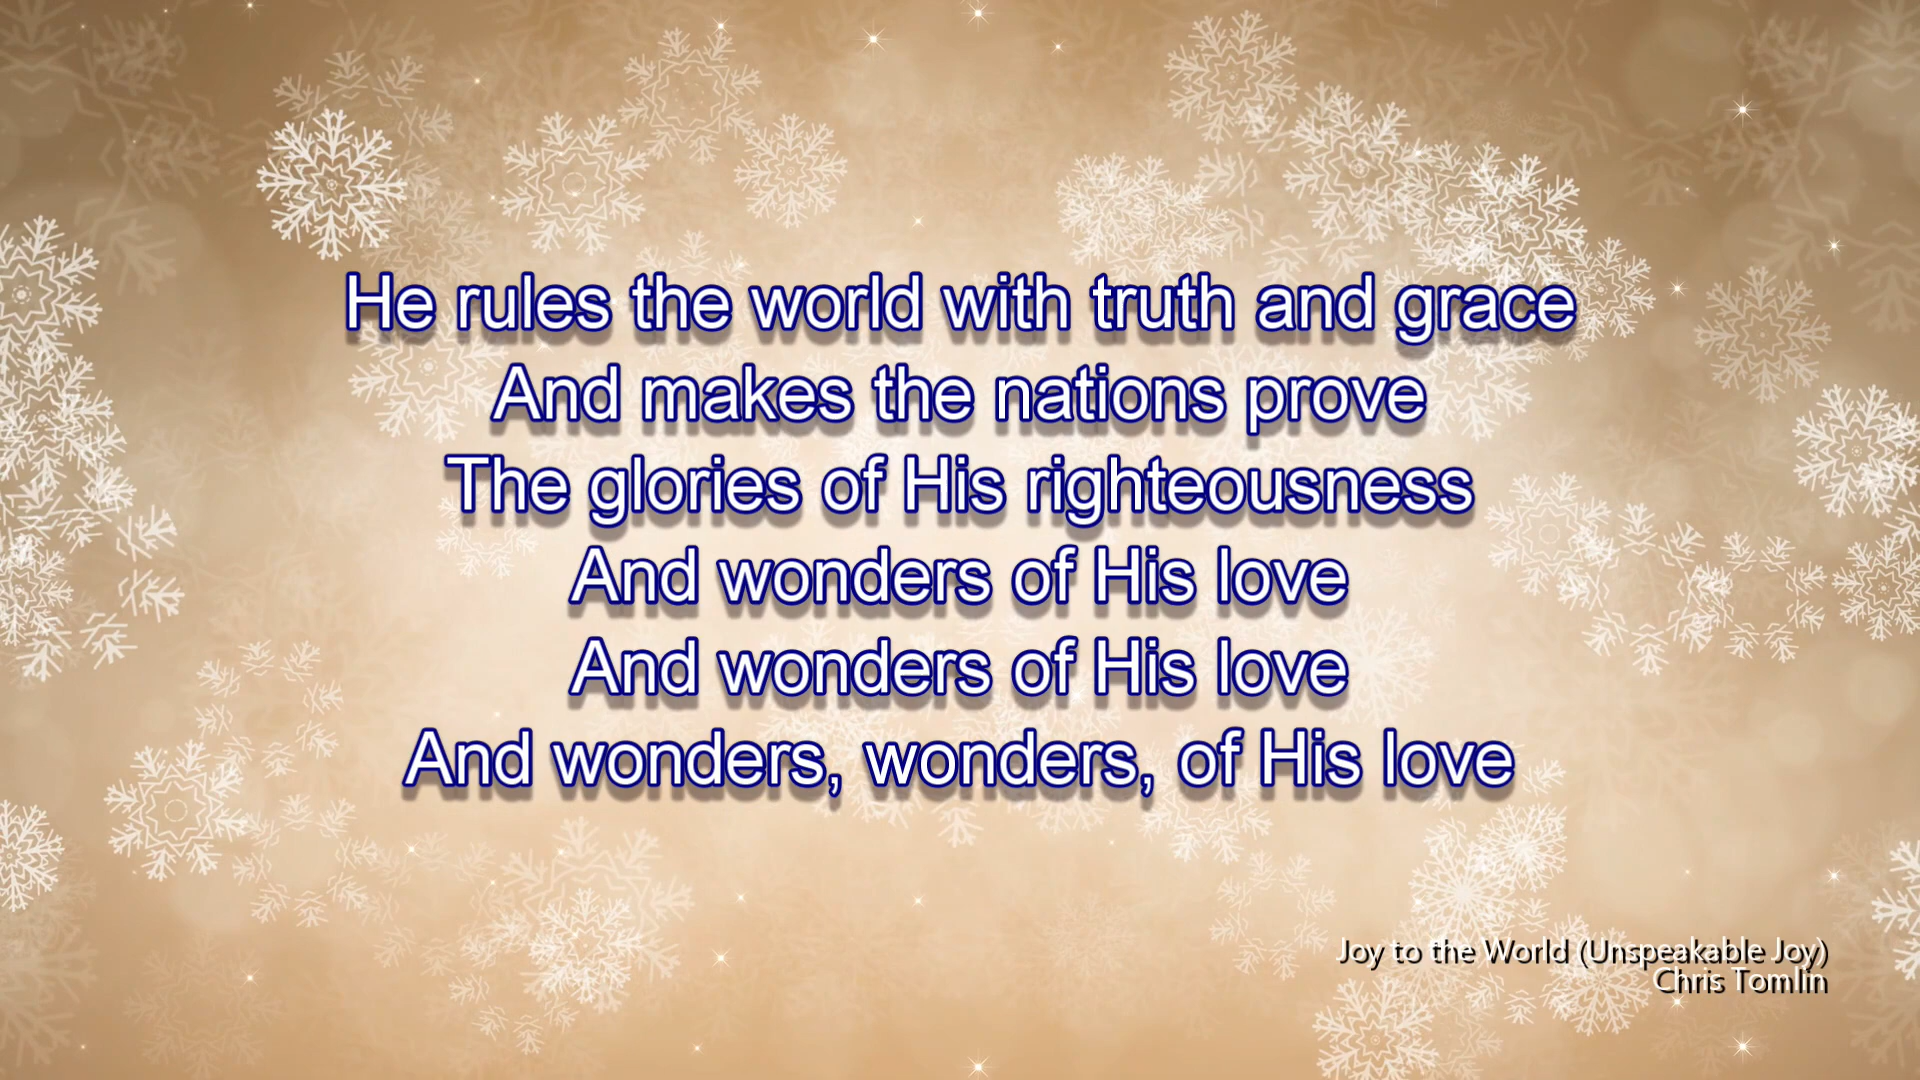 He rules the world with truth and grace
And makes the nations prove
The glories of His righteousness
And wonders of His love
And wonders of His love
And wonders, wonders, of His love
Joy to the World (Unspeakable Joy)
Chris Tomlin